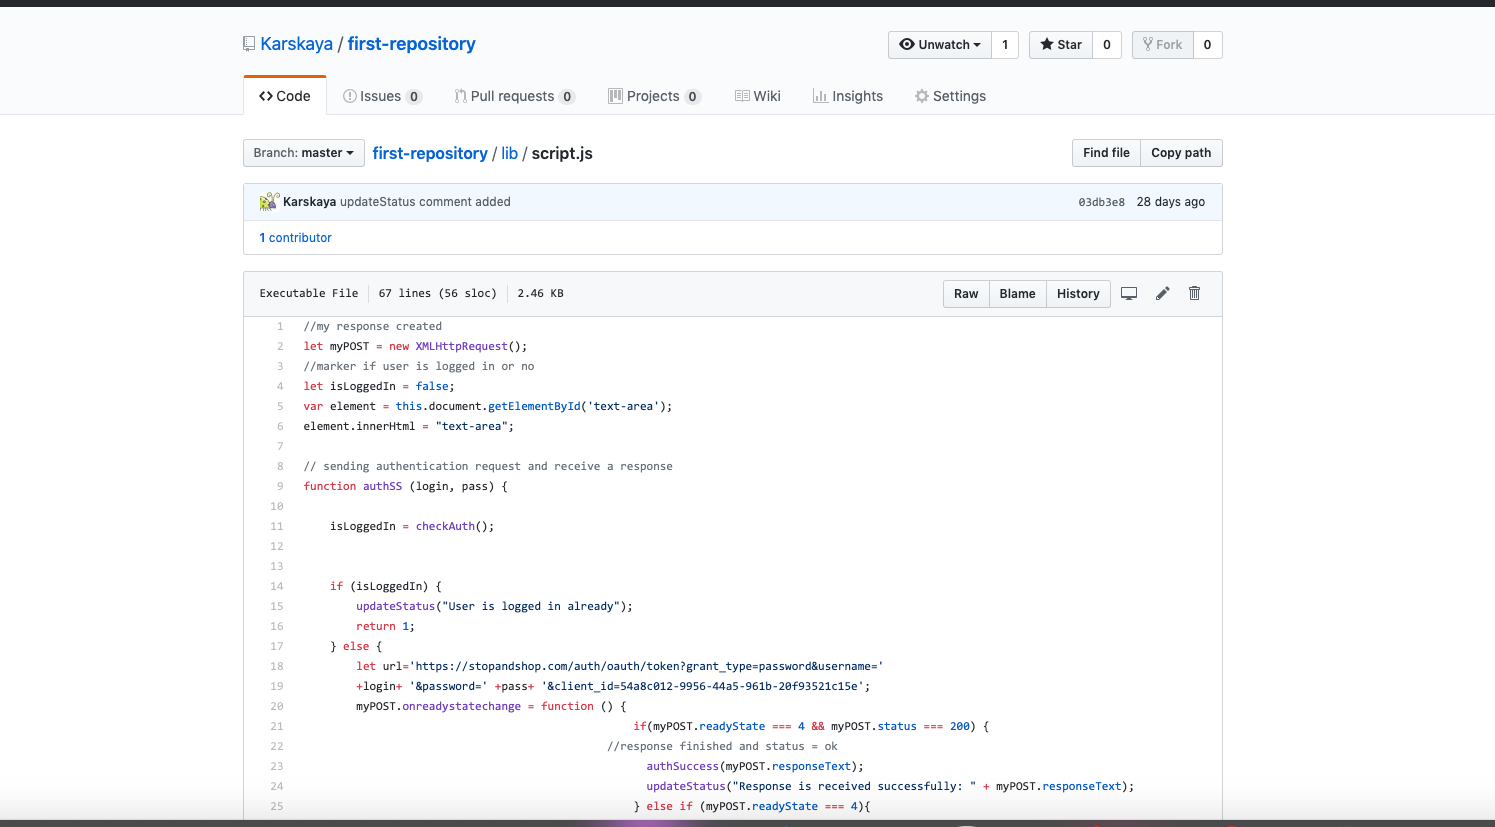 Karskaya / first-repository
Unwatch 1 Star 0 Fork 0
Code Issues 0 Pull requests 0 Projects 0 Wiki Insights Settings
Branch: master first-repository / lib / script.js Find file Copy path
Karskaya updateStatus comment added 03db3e8 28 days ago
1 contributor
Executable File 67 lines (56 sloc) 2.46 KB Raw Blame History
1 //my response created
2 let myPOST = new XMLHttpRequest();
3 //marker if user is logged in or no
4 let isLoggedIn = false;
5 var element = this.document.getElementById('text-area');
6 element.innerHtml = "text-area";
7
8 // sending authentication request and receive a response
9 function authSS (login, pass) {
10
11 isLoggedIn = checkAuth();
12
13
14 if (isLoggedIn) {
15 updateStatus("User is logged in already");
16 return 1;
17 } else {
18 let url='https://stopandshop.com/auth/oauth/token?grant_type=password&username='
19 +login+ '&password=' +pass+ '&client_id=54a8c012-9956-44a5-961b-20f93521c15e';
20 myPOST.onreadystatechange = function () {
21 if(myPOST.readyState === 4 && myPOST.status === 200) {
22 //response finished and status = ok
23 authSuccess(myPOST.responseText);
24 updateStatus("Response is received successfully: " + myPOST.responseText);
25 } else if (myPOST.readyState === 4){